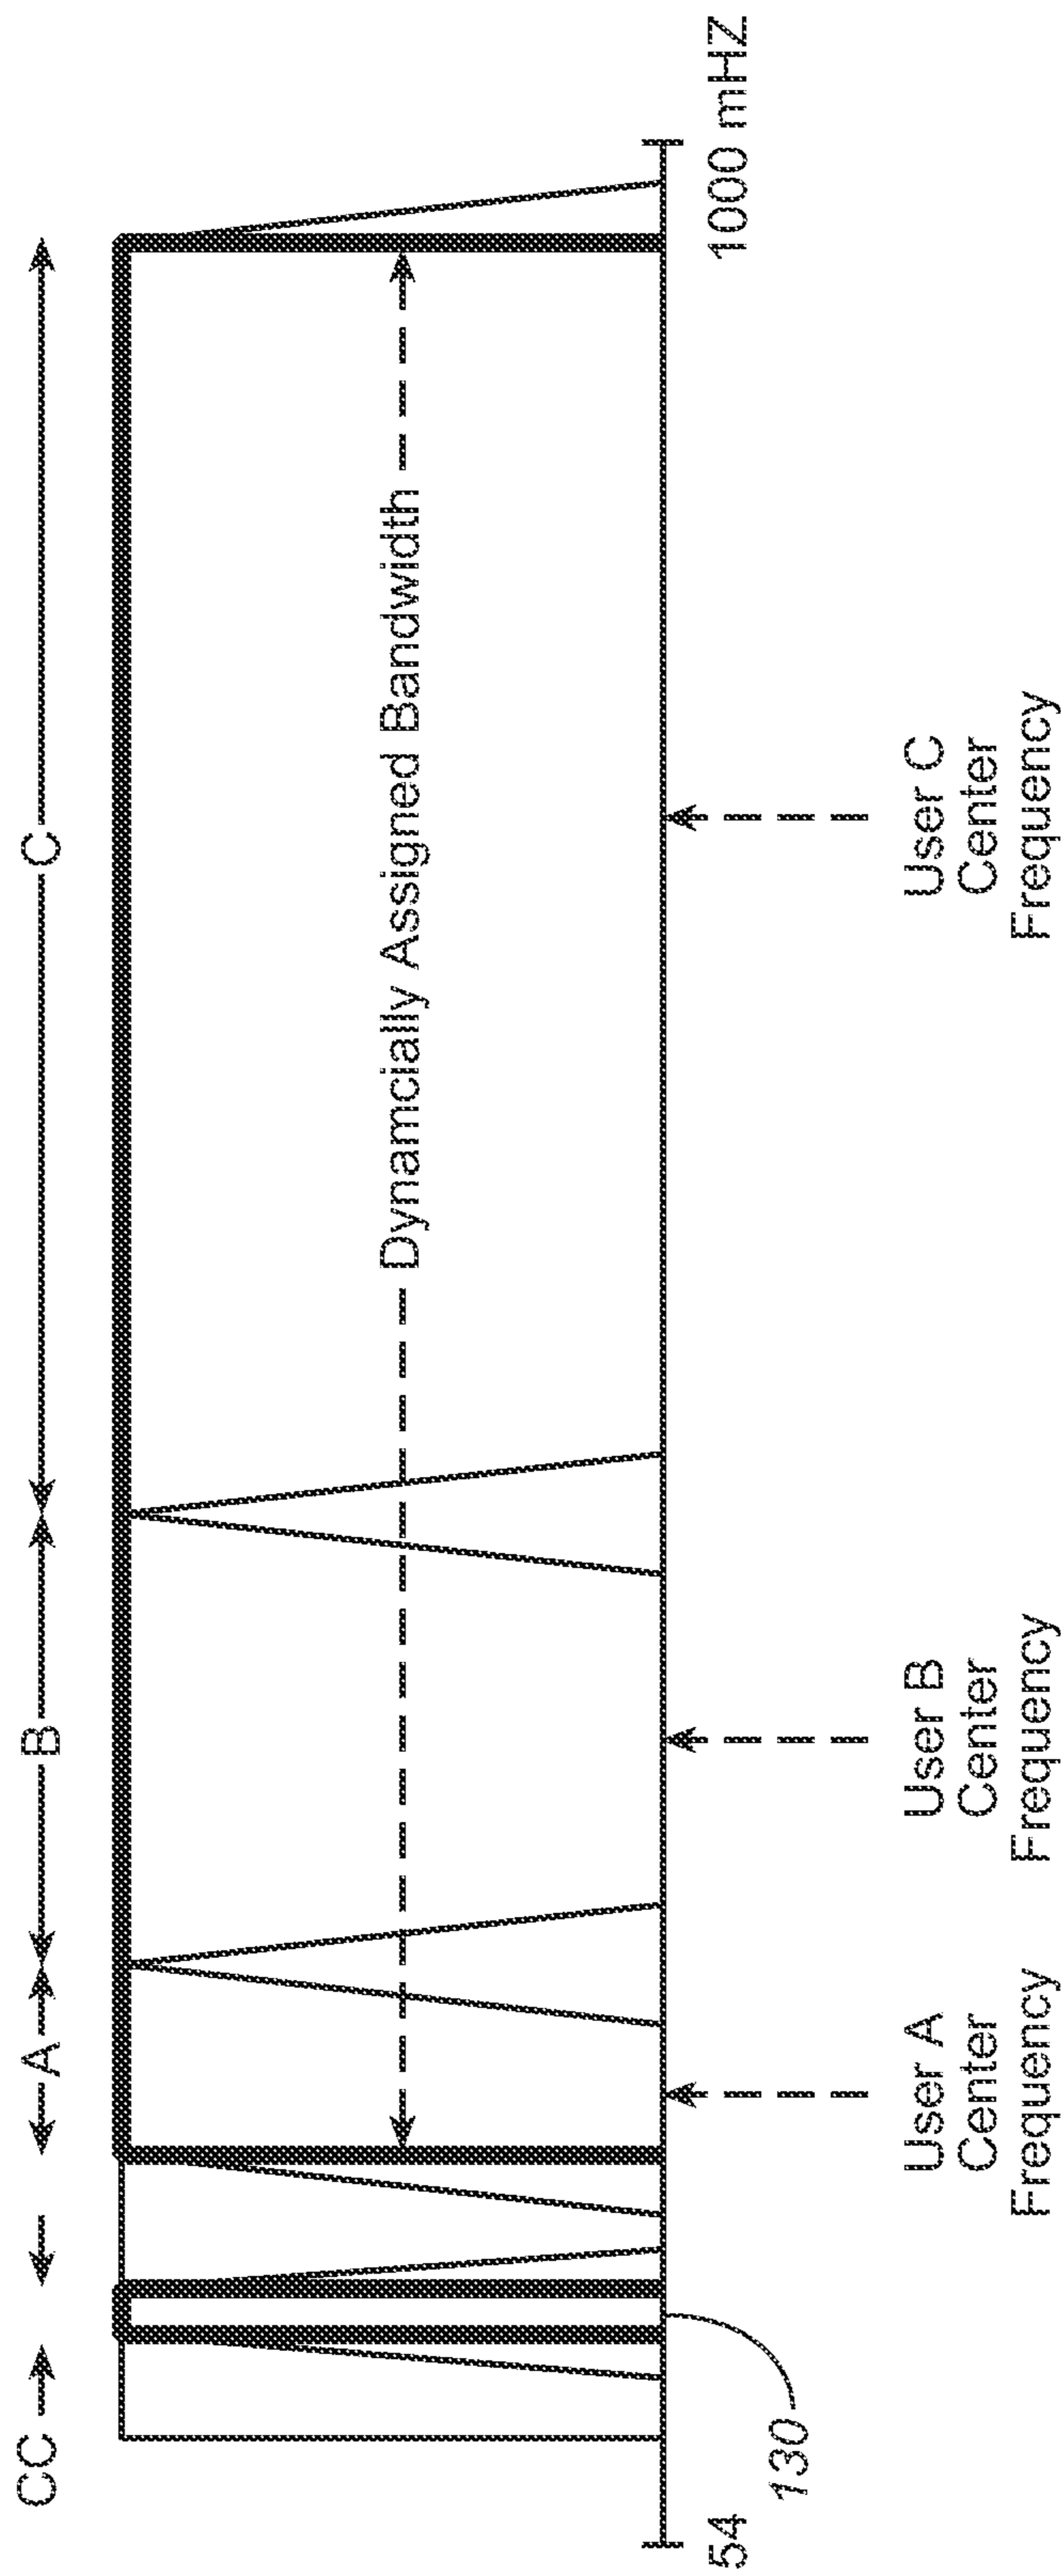 CC
A
B
C
Dynamcially Assigned Bandwidth
54
1000 mHZ
130
User A
Center
Frequency
User B
Center
Frequency
User C
Center
Frequency